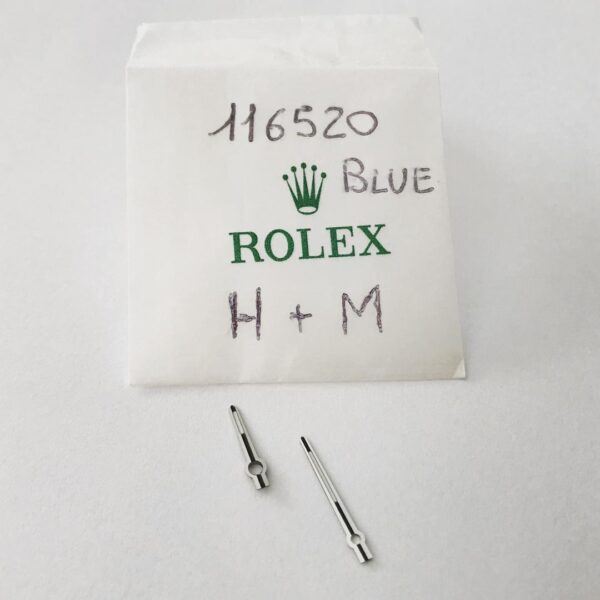 116520
BLUE
ROLEX
H + M